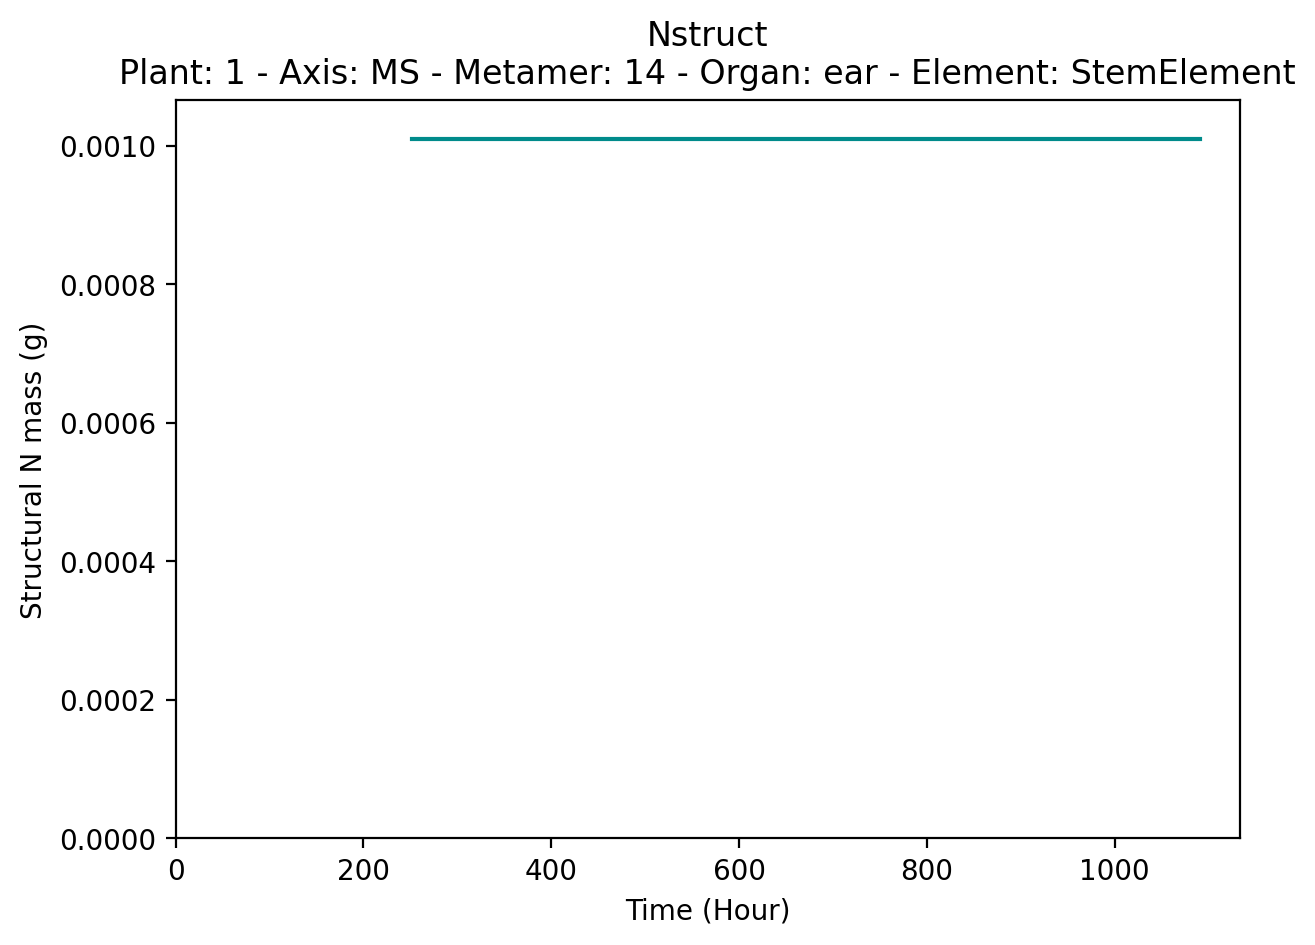 Nstruct
Plant: 1 - Axis: MS - Metamer: 14 - Organ: ear - Element: StemElement
0.0010
0.0008
0.0006
0.0004
0.0002
0.0000
Structural N mass (g)
0 200 400 600 800 1000
Time (Hour)